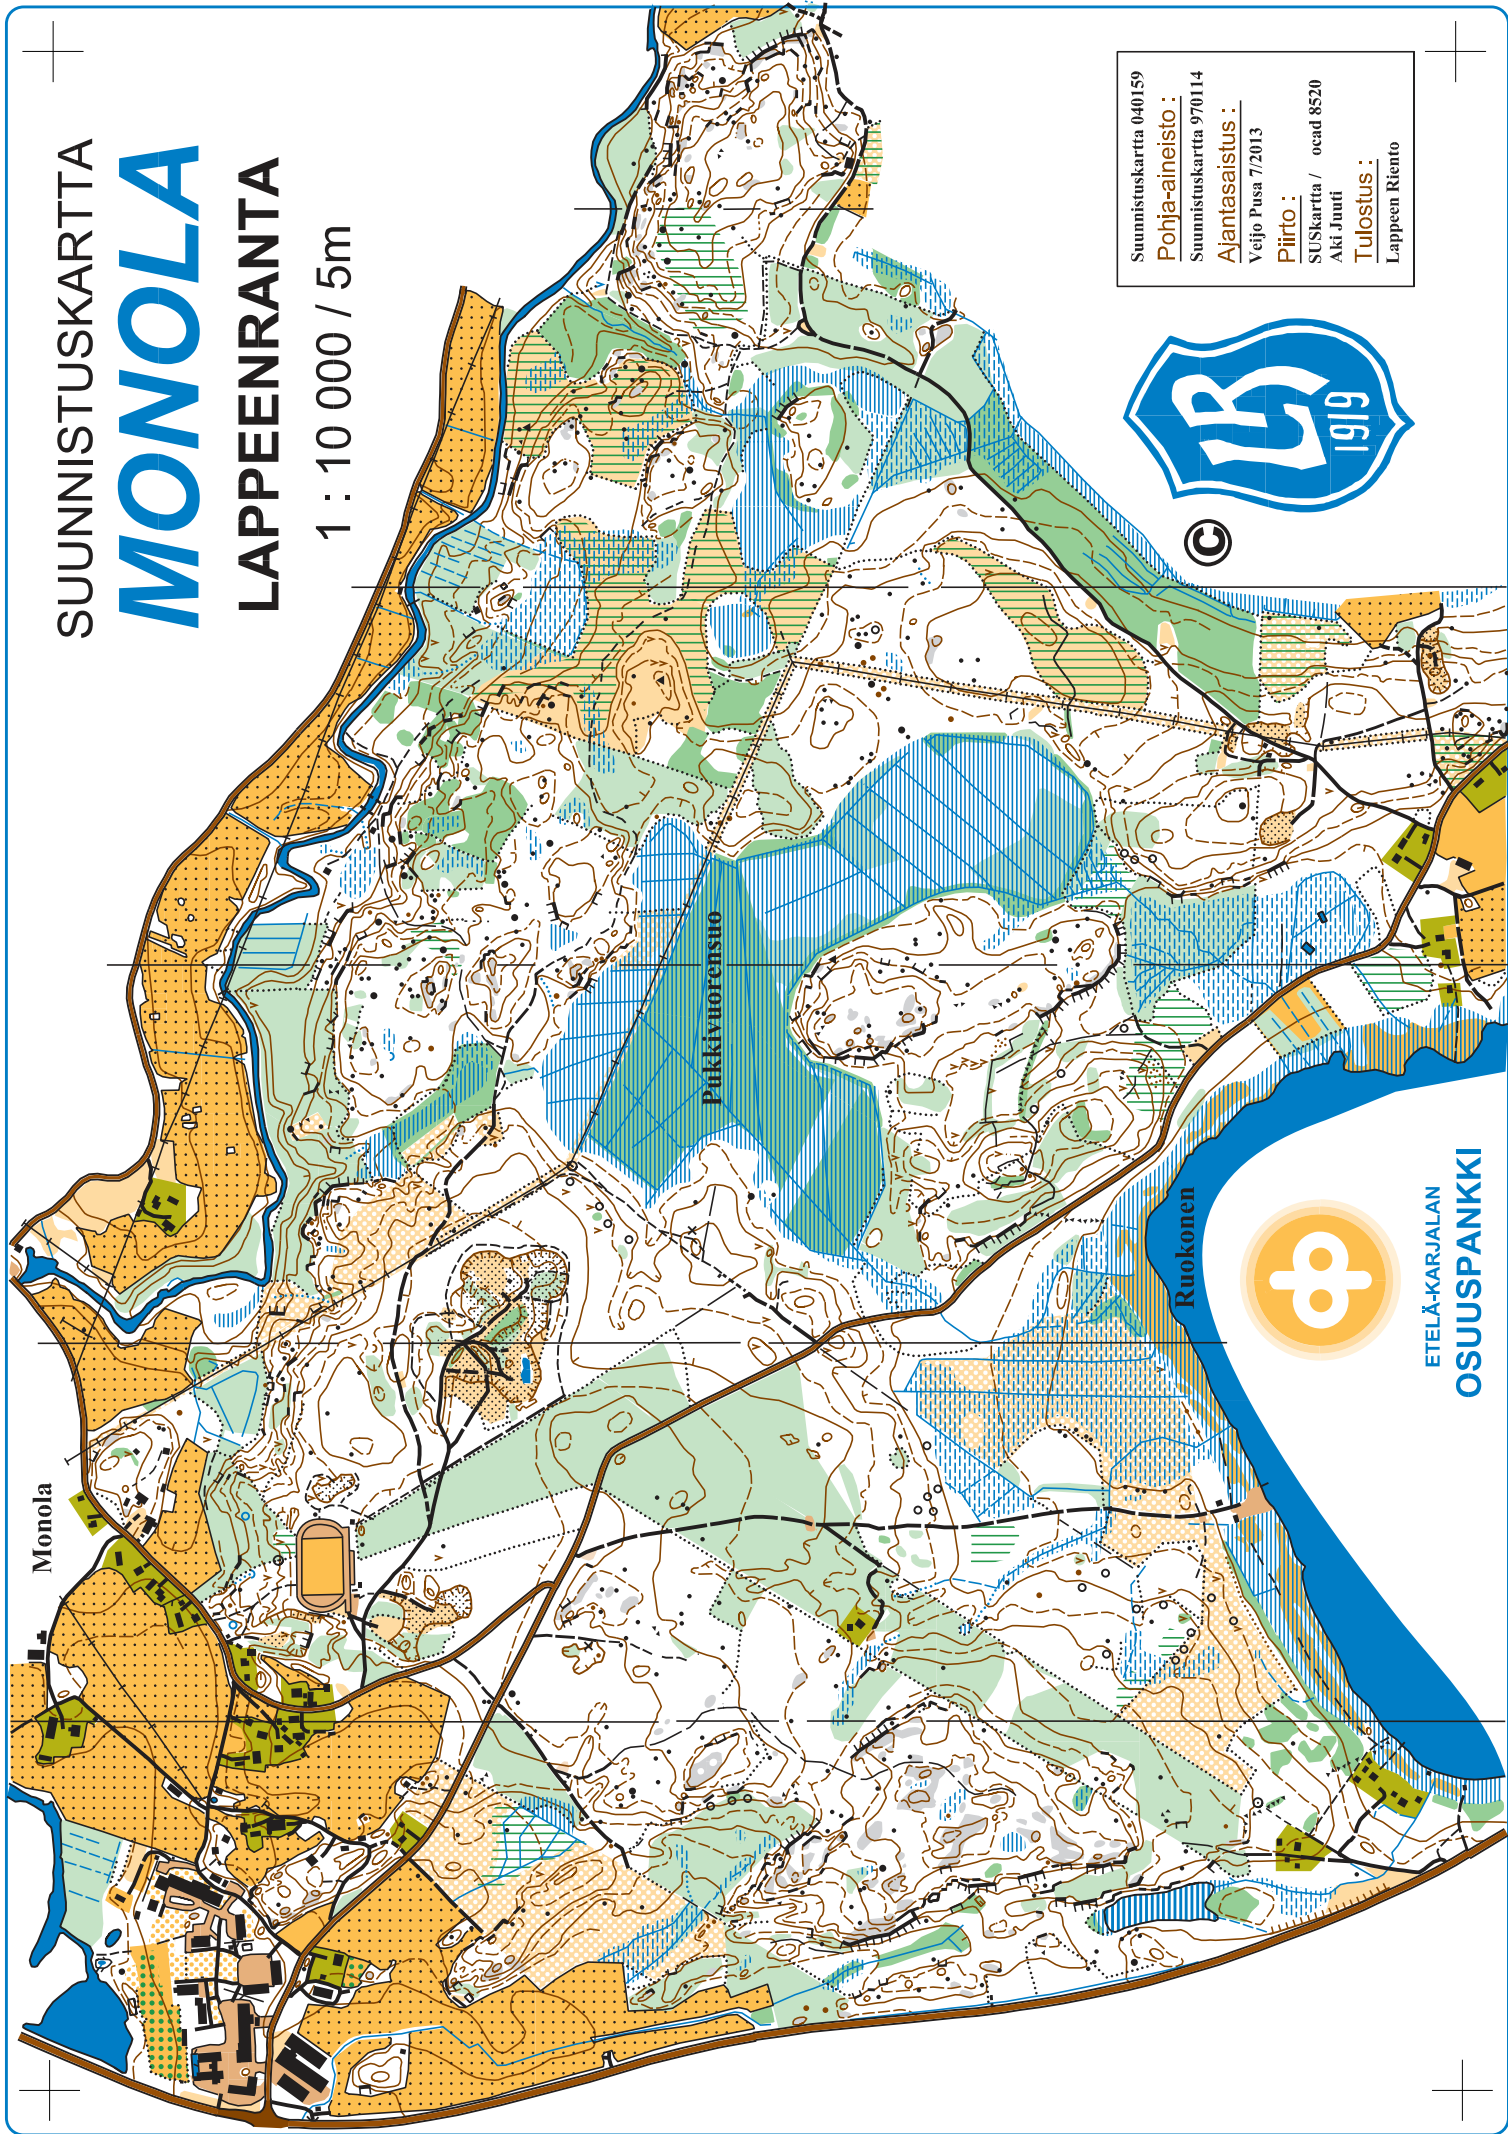 SUUNNISTUSKARTTA
MONOLA
LAPPEENRANTA
1 : 10 000 / 5m
Suunnistuskartta 040159
Pohja-aineisto :
Suunnistuskartta 970114
Ajantasaistus :
Veijo Pusa 7/2013
Piirto :
SUSkartta / ocad 8520
Aki Juuti
Tulostus :
Lappeen Riento
©
LR
1919
Monola
Pukkivuorensuo
Ruokonen
ETELÄ-KARJALAN
OSUUSPANKKI